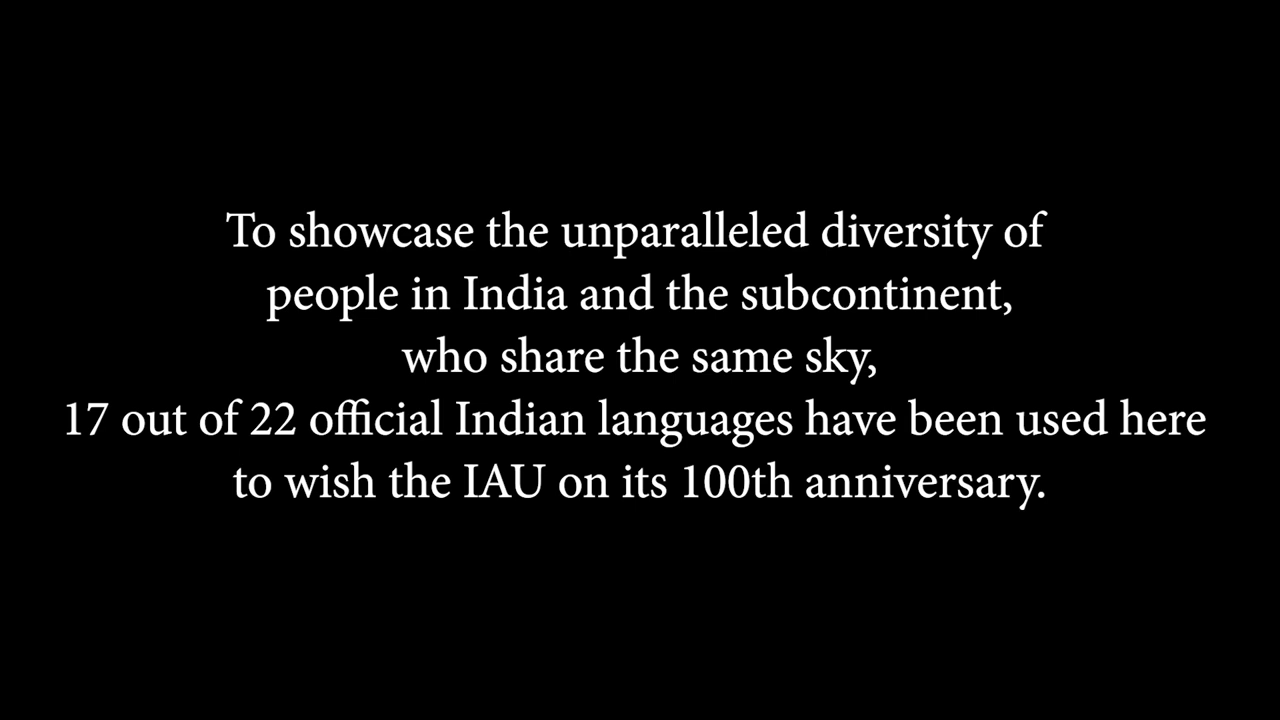 To showcase the unparalleled diversity of
people in India and the subcontinent,
who share the same sky,
17 out of 22 official Indian languages have been used here
to wish the IAU on its 100th anniversary.